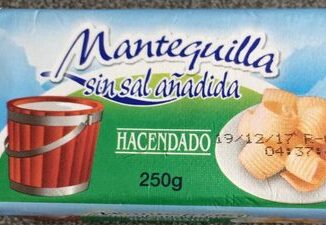 Mantequilla
sin sal añadida
HACENDADO
19/12/17
04:37
250g